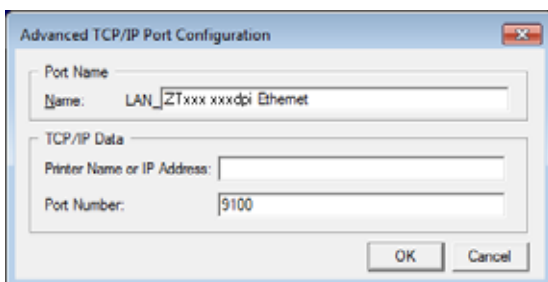 Advanced TCP/IP Port Configuration
Port Name
Name: LAN_ZTxxx xxxdpi Ethernet
TCP/IP Data
Printer Name or IP Address:
Port Number: 9100
OK Cancel